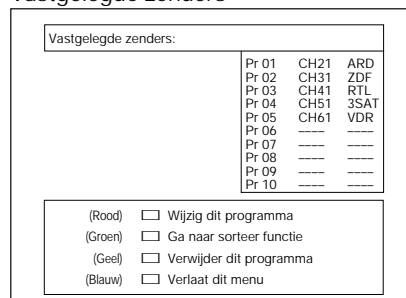 Vastgelegde zenders
Vastgelegde zenders:
Pr 01 CH21 ARD
Pr 02 CH31 ZDF
Pr 03 CH41 RTL
Pr 04 CH51 3SAT
Pr 05 CH61 VDR
Pr 06 ---- ----
Pr 07 ---- ----
Pr 08 ---- ----
Pr 09 ---- ----
Pr 10 ---- ----
(Rood) Wijzig dit programma
(Groen) Ga naar sorteer functie
(Geel) Verwijder dit programma
(Blauw) Verlaat dit menu